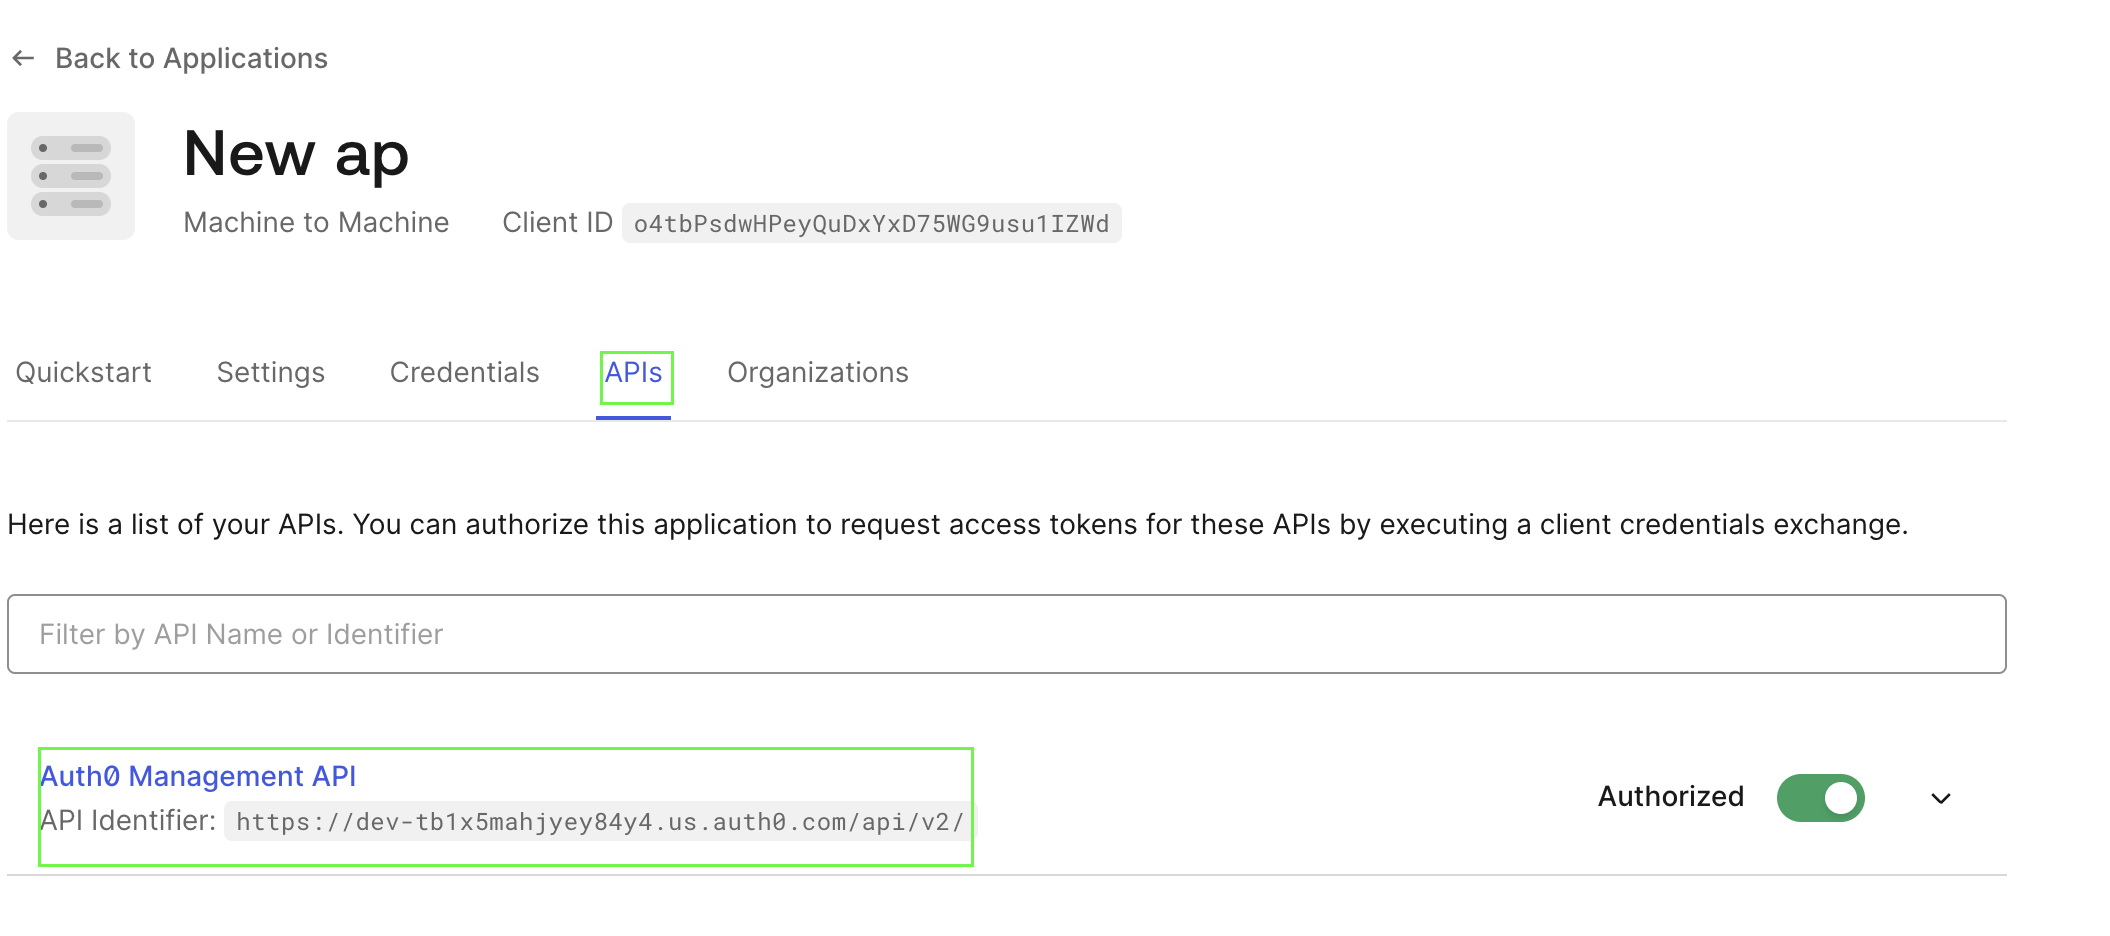 Back to Applications
New ap
Machine to Machine Client ID o4tbPsdwHPeyQuDxYxD75WG9usu1IZWd
Quickstart Settings Credentials APIs Organizations
Here is a list of your APIs. You can authorize this application to request access tokens for these APIs by executing a client credentials exchange.
Filter by API Name or Identifier
Auth0 Management API
Authorized
API Identifier: https://dev-tb1x5mahjyey84y4.us.auth0.com/api/v2/